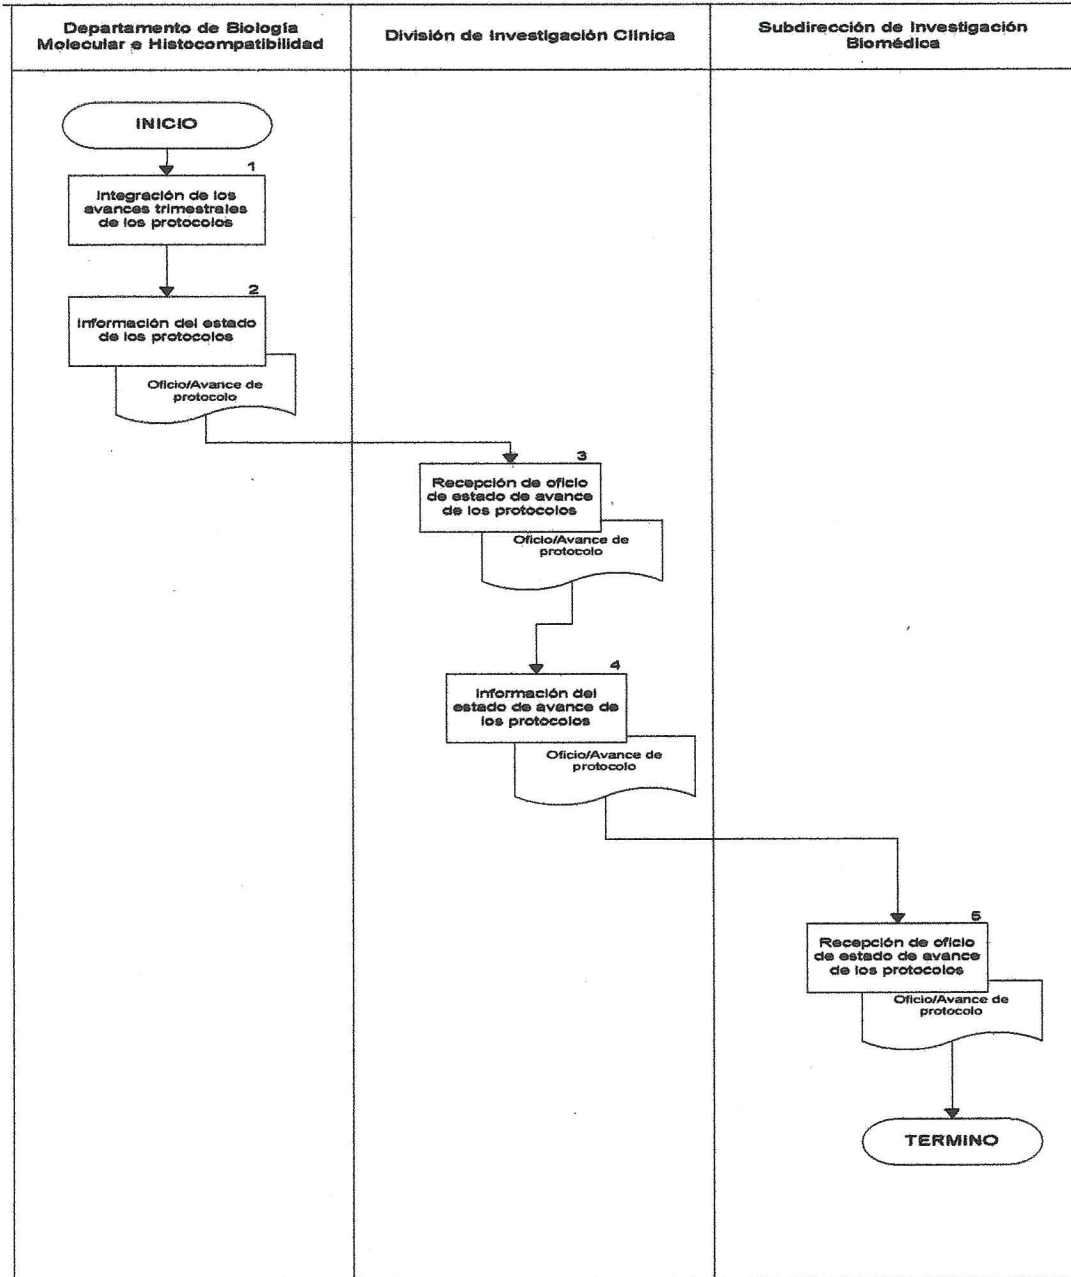 Departamento de Biología
Molecular e Histocompatibilidad
División de Investigación Clínica
Subdirección de Investigación
Biomédica
INICIO
1
Integración de los
avances trimestrales
de los protocolos
2
Información del estado
de los protocolos
Oficio/Avance de
protocolo
3
Recepción de oficio
de estado de avance
de los protocolos
Oficio/Avance de
protocolo
4
Información del
estado de avance de
los protocolos
Oficio/Avance de
protocolo
5
Recepción de oficio
de estado de avance
de los protocolos
Oficio/Avance de
protocolo
TERMINO